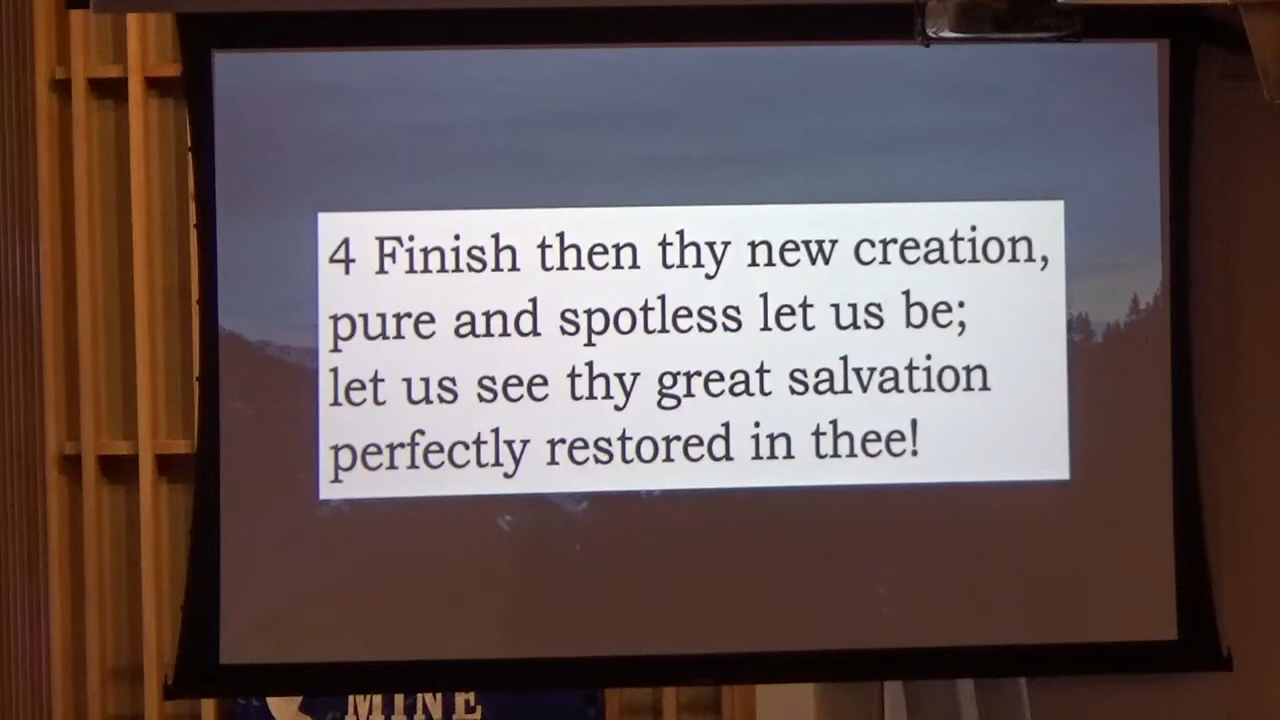 4 Finish then thy new creation,
pure and spotless let us be;
let us see thy great salvation
perfectly restored in thee!
MINE